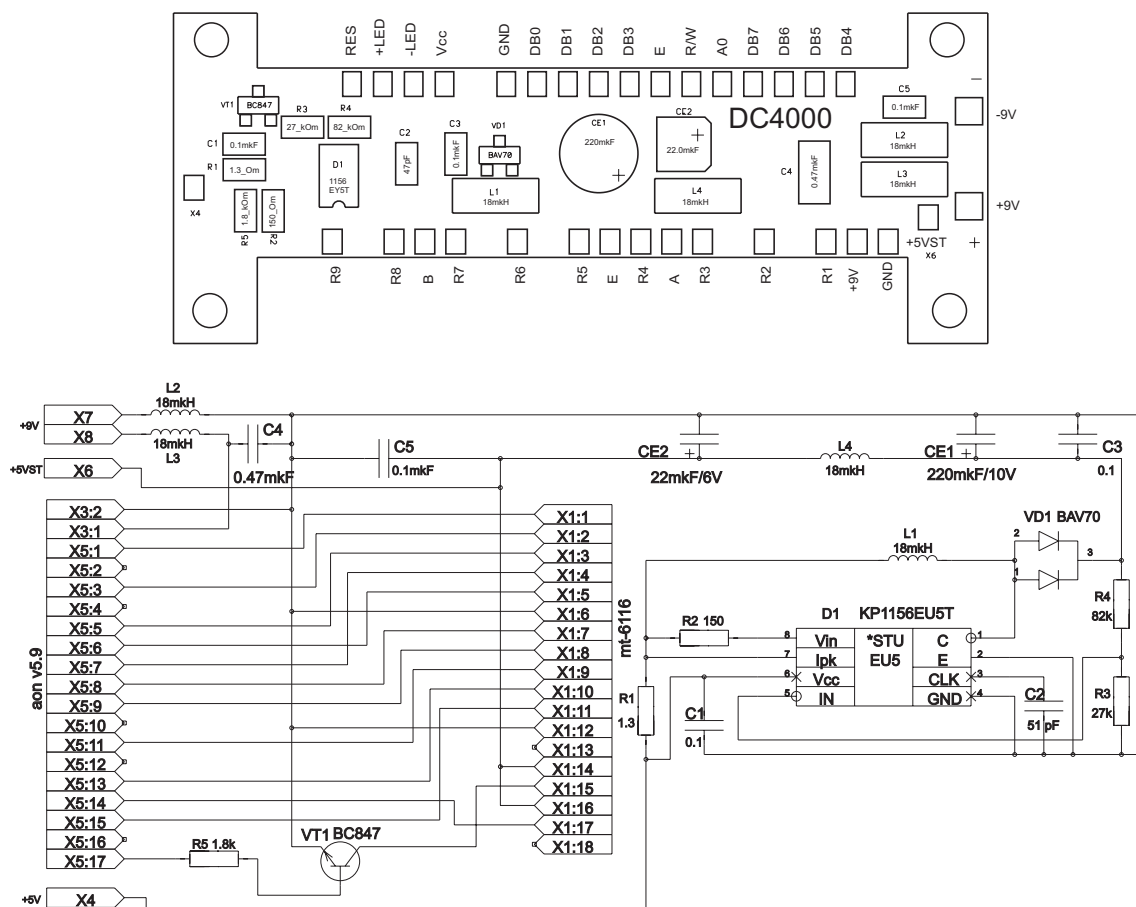 RES +LED -LED Vcc GND DB0 DB1 DB2 DB3 E R/W A0 DB7 DB6 DB5 DB4
VT1 BC847
R3 27_kOm
R4 82_kOm
C1 0.1mkF
R1 1.3_Om
D1 1156 EY5T
C2 47pF
C3 0.1mkF
VD1 BAV70
L1 18mkH
CE1 220mkF +
CE2 + 22.0mkF
DC4000
C5 0.1mkF
− -9V
L2 18mkH
L3 18mkH
L4 18mkH
C4 0.47mkF
X4
R5 1.8_kOm
R2 150_Om
+9V
+5VST +
X6
R9 R8 B R7 R6 R5 E R4 A R3 R2 R1 +9V GND
L2
18mkH
+9V X7
X8
18mkH
L3
C4
0.47mkF
C5
0.1mkF
CE2 +
22mkF/6V
L4
18mkH
CE1 +
220mkF/10V
C3
0.1
+5VST X6
aon v5.9
X3:2
X3:1
X5:1
X5:2
X5:3
X5:4
X5:5
X5:6
X5:7
X5:8
X5:9
X5:10
X5:11
X5:12
X5:13
X5:14
X5:15
X5:16
X5:17
X1:1
X1:2
X1:3
X1:4
X1:5
X1:6
X1:7
X1:8
X1:9
X1:10
X1:11
X1:12
X1:13
X1:14
X1:15
X1:16
X1:17
X1:18
mt-6116
VD1 BAV70
2
1
3
L1
18mkH
R4
82k
D1 KP1156EU5T
R2 150
8 Vin *STU C 1
7 Ipk EU5 E 2
6 Vcc CLK 3
5 IN GND 4
R1
1.3
C1
0.1
C2
51 pF
R3
27k
VT1 BC847
R5 1.8k
+5V X4